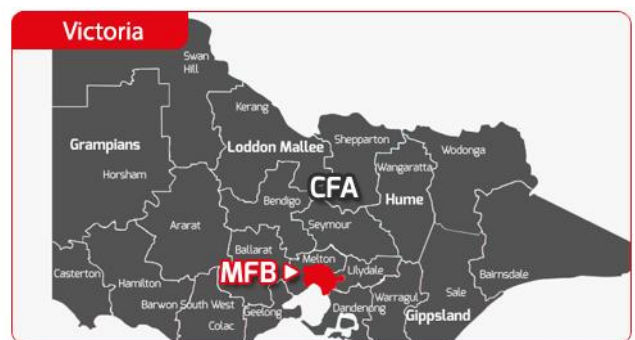 Victoria
Swan
Hill
Kerang
Grampians
Loddon Mallee
Shepparton
Wodonga
Wangaratta
Horsham
CFA
Bendigo
Hume
Ararat
Seymour
Ballarat
Melton
MFB
Lilydale
Casterton
Hamilton
Bairnsdale
Warragul
Sale
Barwon South West
Geelong
Dandenong
Gippsland
Colac